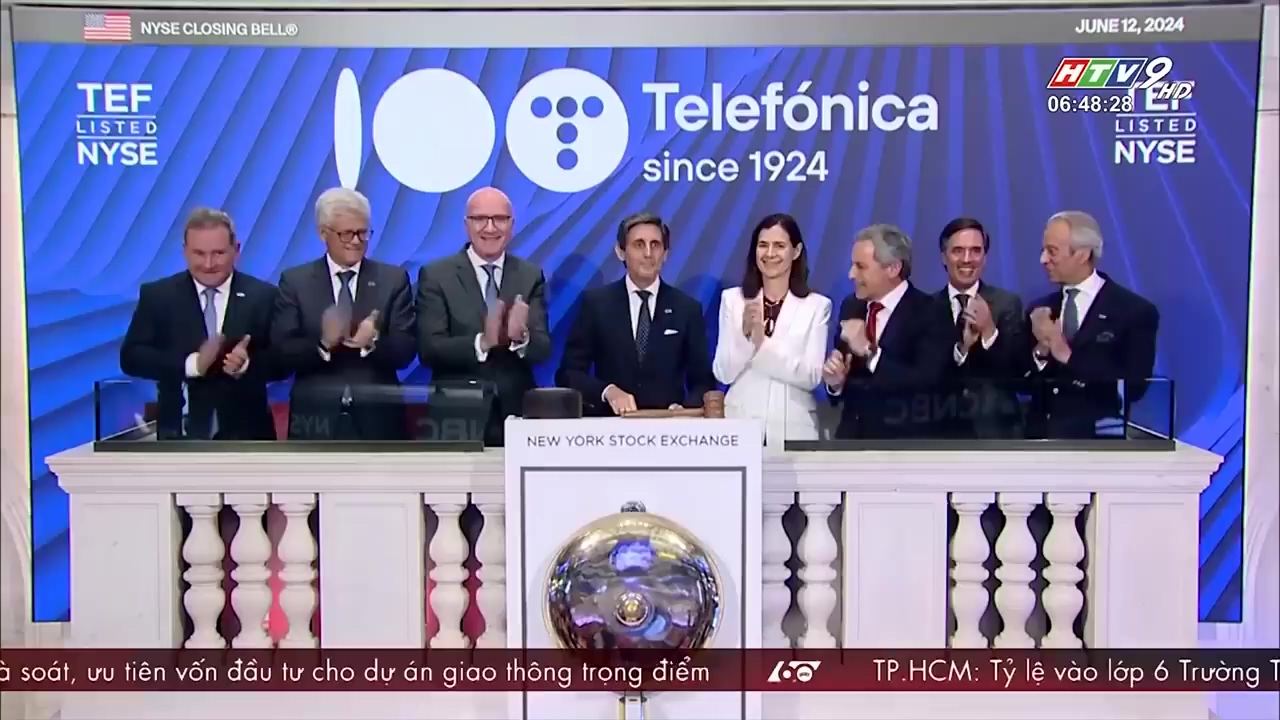 NYSE CLOSING BELL®
JUNE 12, 2024
HTV9 HD
06:48:28
TEF
LISTED
NYSE
100
Telefónica
since 1924
LISTED
NYSE
CNBC
NEW YORK STOCK EXCHANGE
à soát, ưu tiên vốn đầu tư cho dự án giao thông trọng điểm
TP.HCM: Tỷ lệ vào lớp 6 Trường T